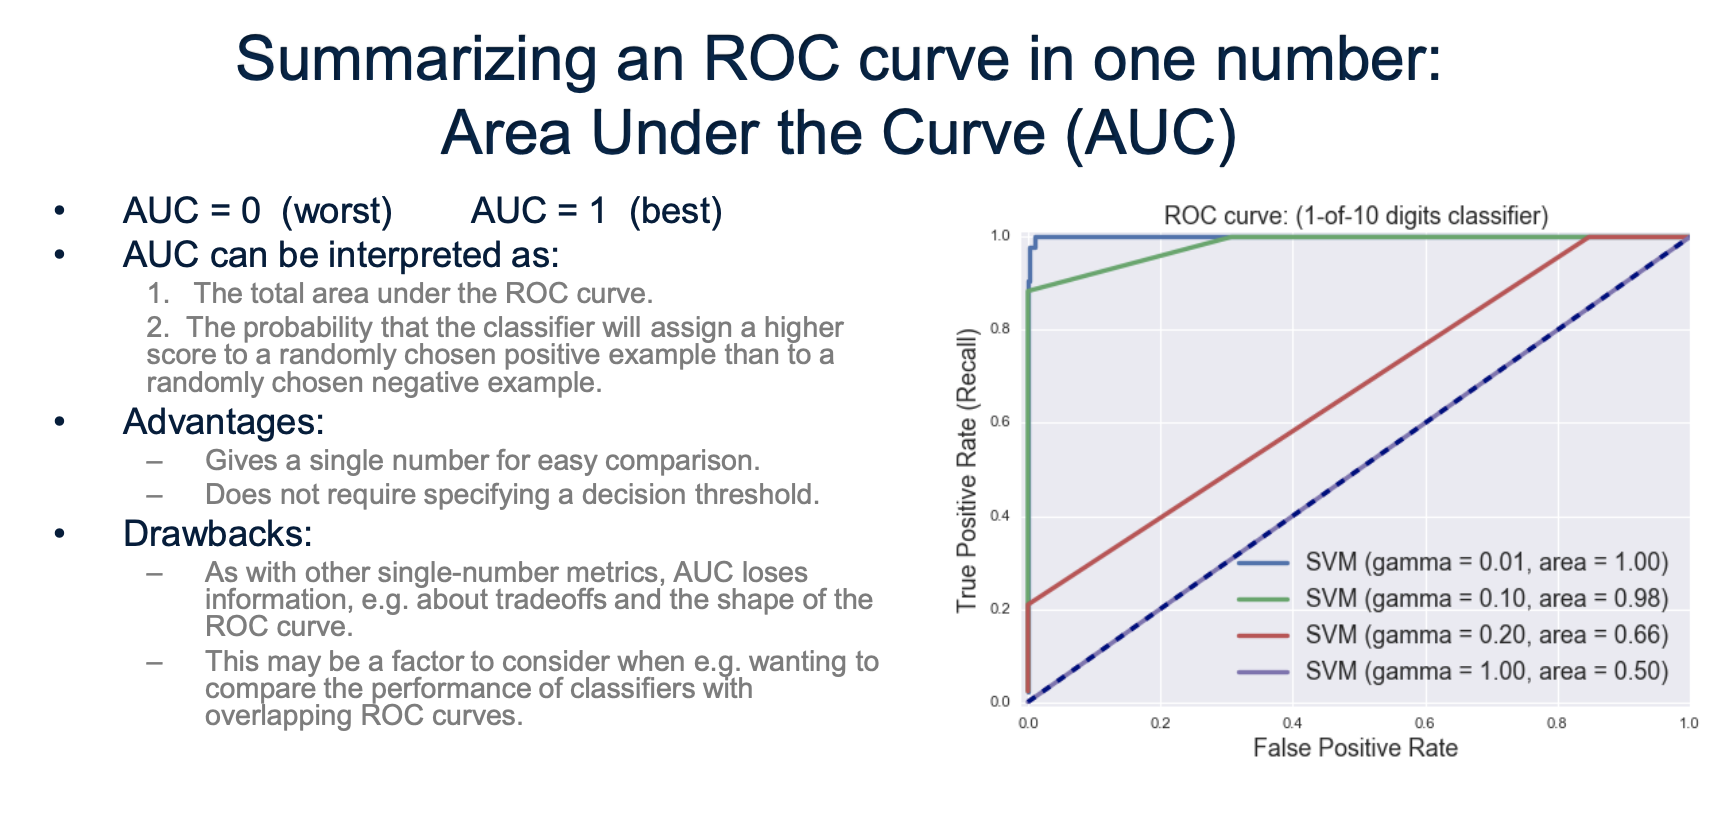 Summarizing an ROC curve in one number:
Area Under the Curve (AUC)
• AUC = 0 (worst) AUC = 1 (best)
• AUC can be interpreted as:
1. The total area under the ROC curve.
2. The probability that the classifier will assign a higher
score to a randomly chosen positive example than to a
randomly chosen negative example.
• Advantages:
– Gives a single number for easy comparison.
– Does not require specifying a decision threshold.
• Drawbacks:
– As with other single-number metrics, AUC loses
information, e.g. about tradeoffs and the shape of the
ROC curve.
– This may be a factor to consider when e.g. wanting to
compare the performance of classifiers with
overlapping ROC curves.
ROC curve: (1-of-10 digits classifier)
True Positive Rate (Recall)
1.0
0.8
0.6
0.4
0.2
0.0
SVM (gamma = 0.01, area = 1.00)
SVM (gamma = 0.10, area = 0.98)
SVM (gamma = 0.20, area = 0.66)
SVM (gamma = 1.00, area = 0.50)
0.0 0.2 0.4 0.6 0.8 1.0
False Positive Rate